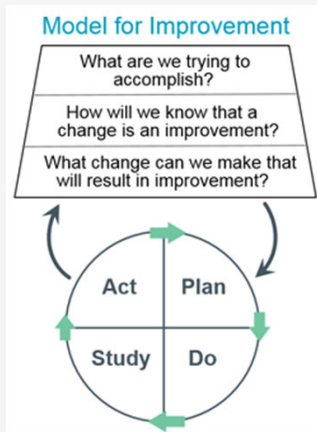 Model for Improvement
What are we trying to
accomplish?
How will we know that a
change is an improvement?
What change can we make that
will result in improvement?
Act
Plan
Study
Do